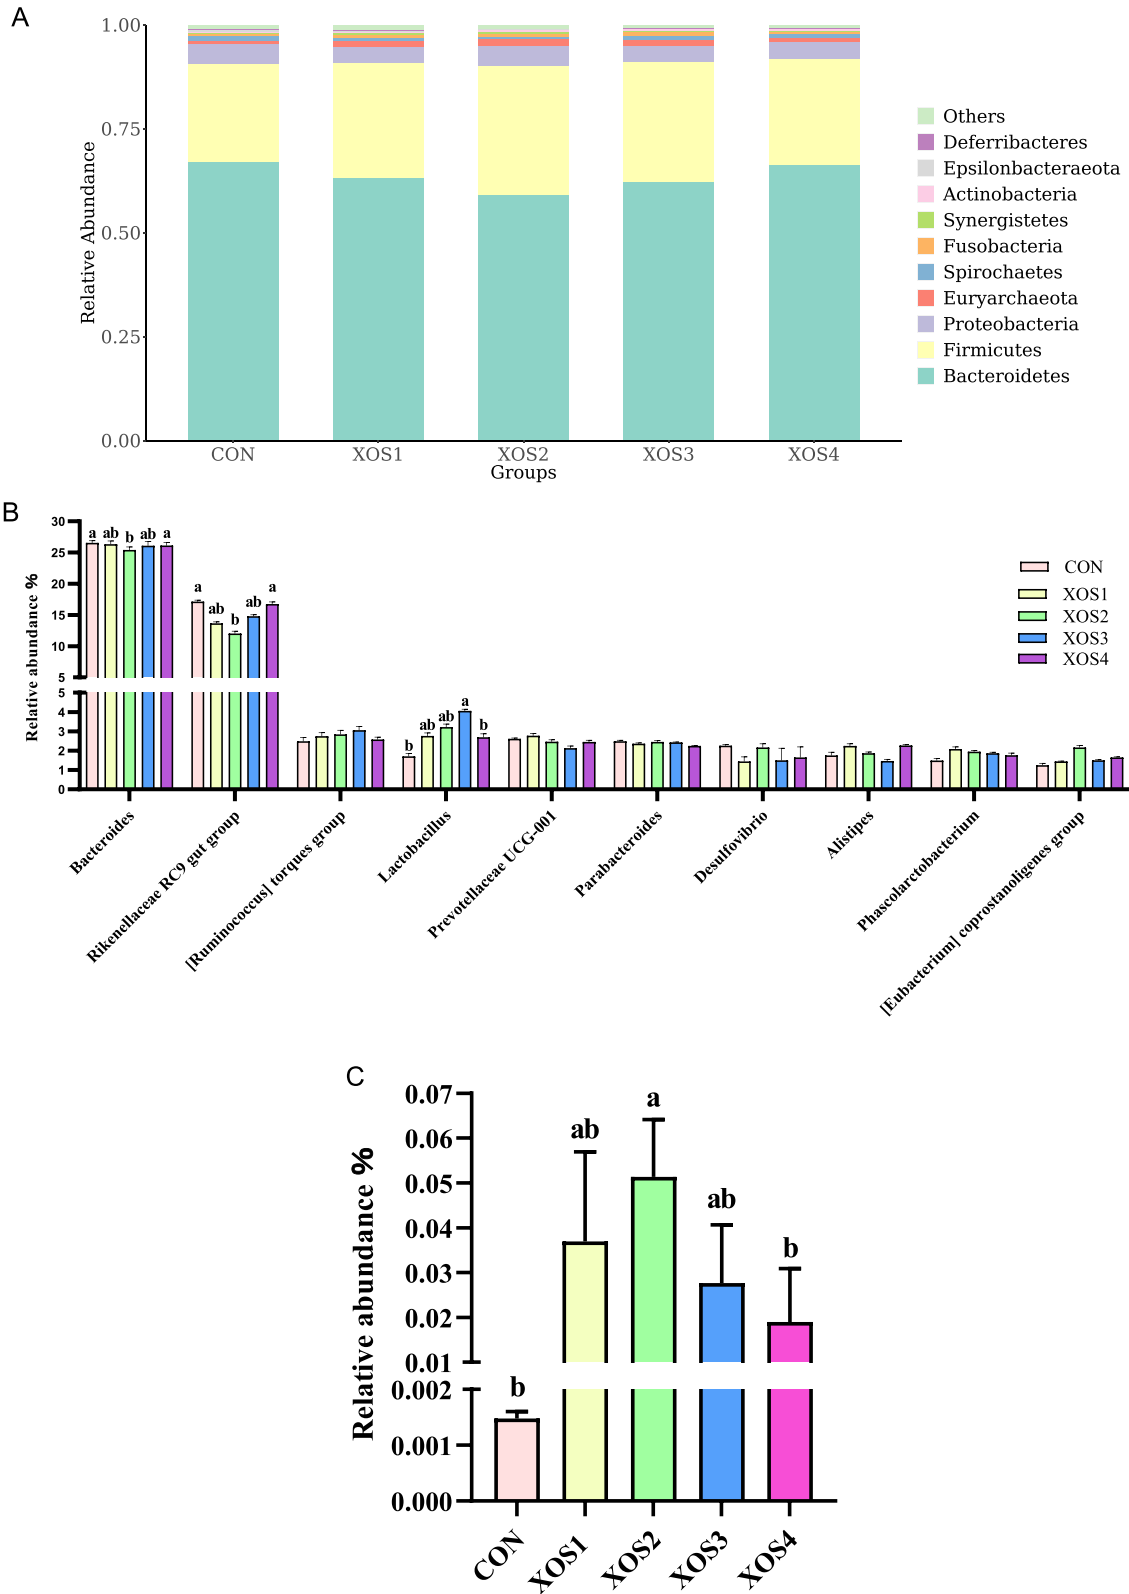 A
1.00
0.75
0.50
0.25
0.00
Relative Abundance
CON XOS1 XOS2 XOS3 XOS4
Groups
Others
Deferribacteres
Epsilonbacteraeota
Actinobacteria
Synergistetes
Fusobacteria
Spirochaetes
Euryarchaeota
Proteobacteria
Firmicutes
Bacteroidetes
B
Relative abundance %
30
25
20
15
10
5
5
4
3
2
1
0
a ab b ab a
a ab b ab a
b ab ab a b
CON
XOS1
XOS2
XOS3
XOS4
Bacteroides
Rikenellaceae RC9 gut group
[Ruminococcus] torques group
Lactobacillus
Prevotellaceae UCG-001
Parabacteroides
Desulfovibrio
Alistipes
Phascolarctobacterium
[Eubacterium] coprostanoligenes group
C
Relative abundance %
0.07
0.06
0.05
0.04
0.03
0.02
0.01
0.002
0.001
0.000
b ab a ab b
CON XOS1 XOS2 XOS3 XOS4